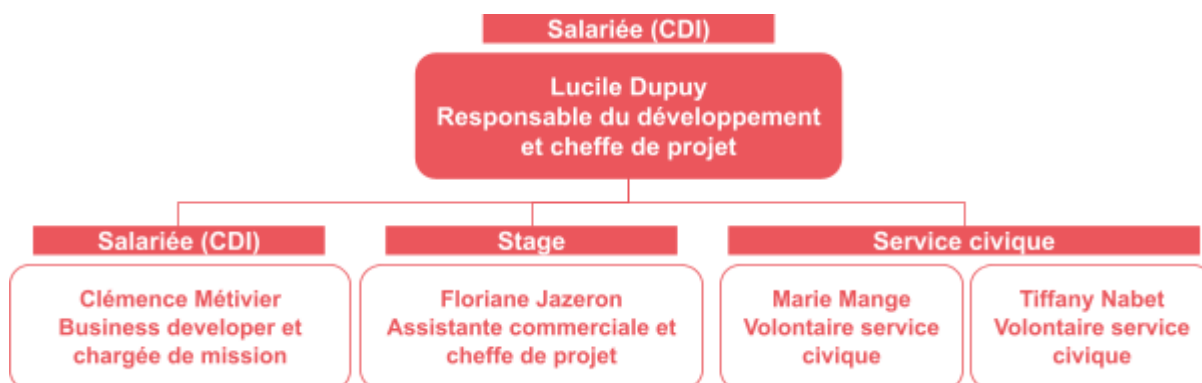 Salariée (CDI)
Lucile Dupuy
Responsable du développement
et cheffe de projet
Salariée (CDI)
Clémence Métivier
Business developer et
chargée de mission
Stage
Floriane Jazeron
Assistante commerciale et
cheffe de projet
Service civique
Marie Mange
Volontaire service
civique
Tiffany Nabet
Volontaire service
civique